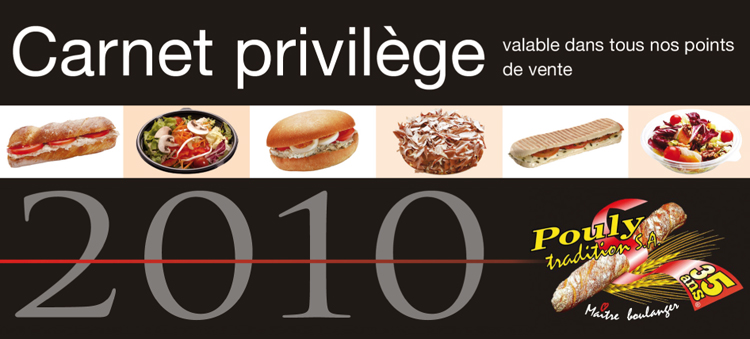 Carnet privilège
valable dans tous nos points
de vente
2010
Pouly
tradition S.A.
35
ans
Maître boulanger